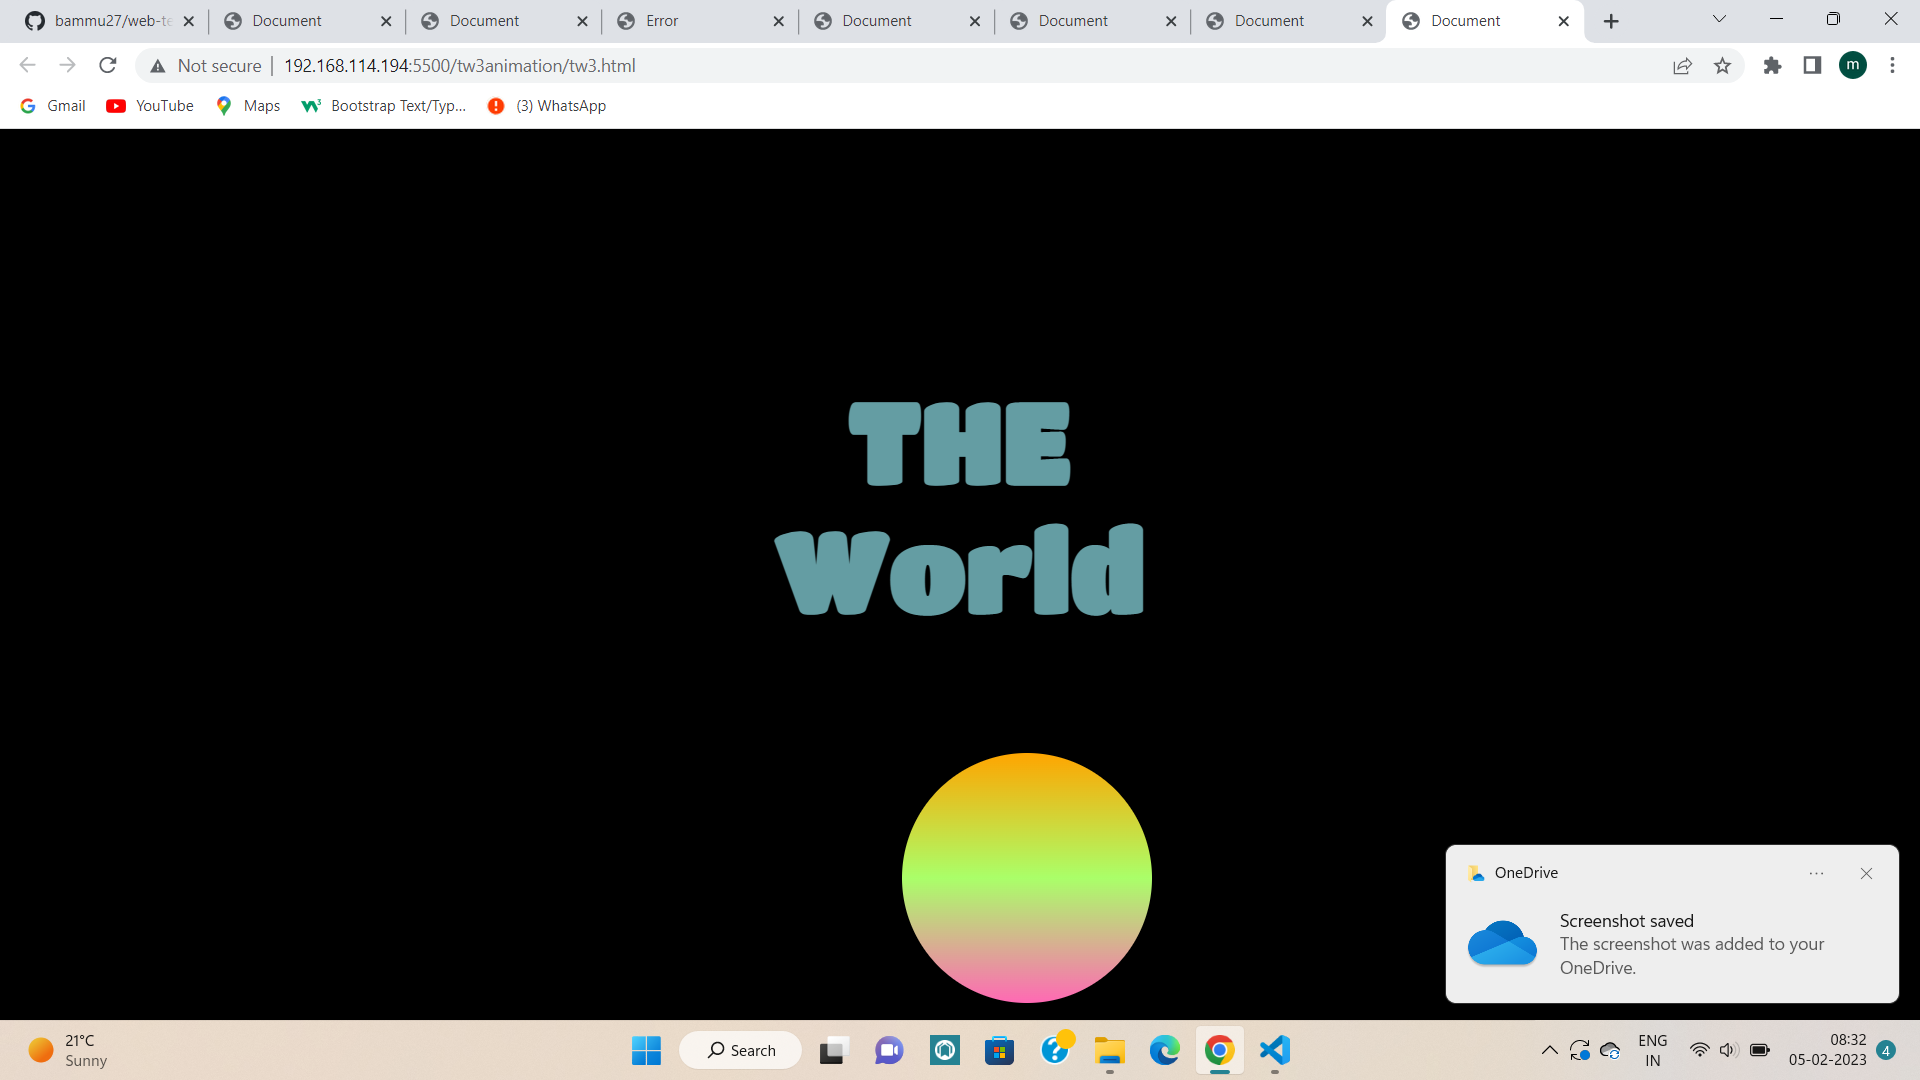 bammu27/web-te
Document
Document
Error
Document
Document
Document
Document
Not secure
192.168.114.194:5500/tw3animation/tw3.html
m
Gmail
YouTube
Maps
Bootstrap Text/Typ...
(3) WhatsApp
THE
World
OneDrive
Screenshot saved
The screenshot was added to your
OneDrive.
21°C
Sunny
Search
ENG
IN
08:32
05-02-2023
4